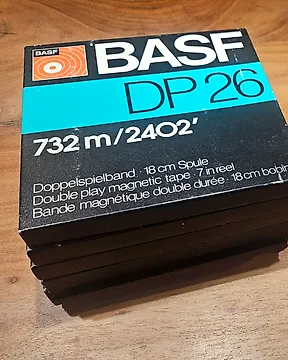 BASF
BASF
DP 26
732 m/2402'
Doppelspielband · 18 cm Spule
Double play magnetic tape · 7 in reel
Bande magnétique double durée · 18 cm